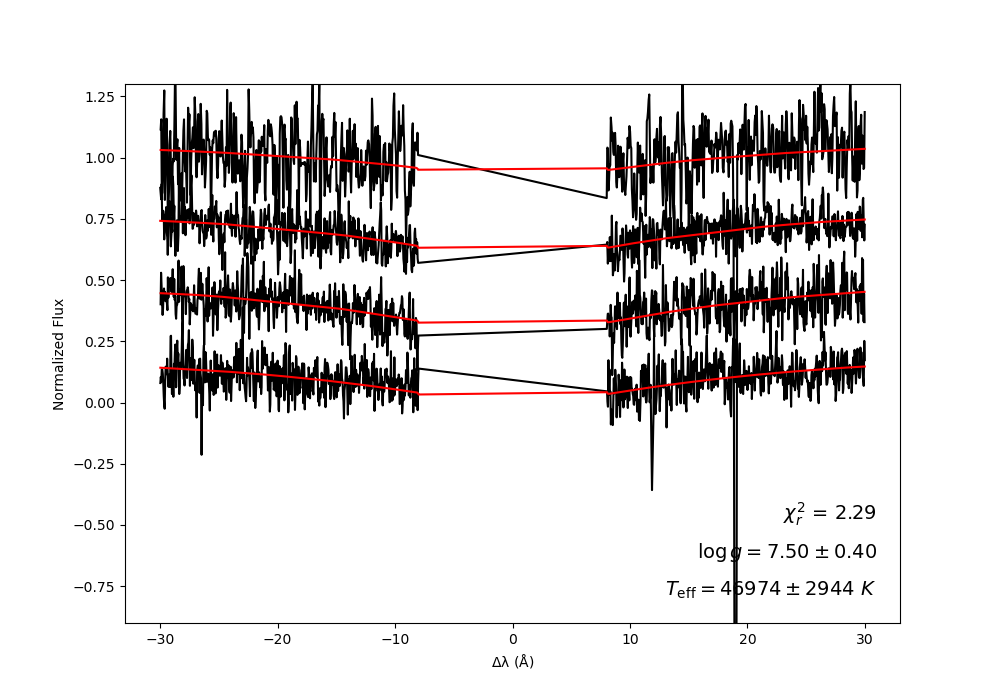 1.25
1.00
0.75
0.50
0.25
0.00
−0.25
−0.50
−0.75
Normalized Flux
χ²ᵣ = 2.29
log g = 7.50 ± 0.40
T_eff = 46974 ± 2944 K
−30 −20 −10 0 10 20 30
Δλ (Å)